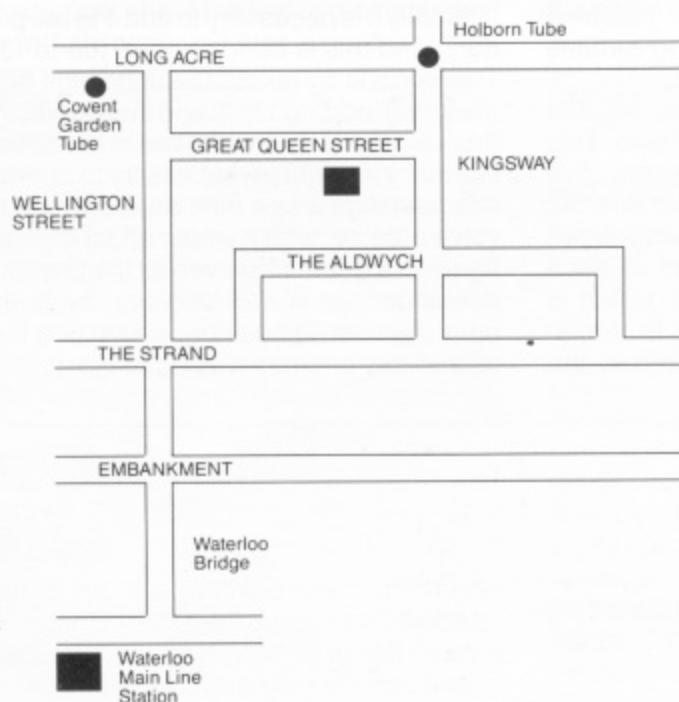 Holborn Tube
LONG ACRE
Covent
Garden
Tube
GREAT QUEEN STREET
KINGSWAY
WELLINGTON
STREET
THE ALDWYCH
THE STRAND
EMBANKMENT
Waterloo
Bridge
Waterloo
Main Line
Station